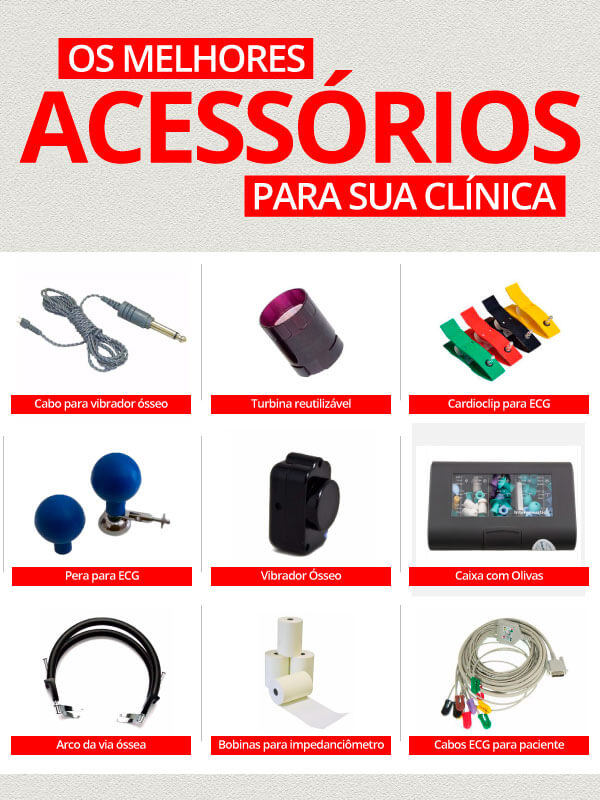 OS MELHORES
ACESSÓRIOS
PARA SUA CLÍNICA
Cabo para vibrador ósseo
Turbina reutilizável
Cardioclip para ECG
Pera para ECG
Vibrador Ósseo
Caixa com Olivas
Arco da via óssea
Bobinas para impedanciômetro
Cabos ECG para paciente